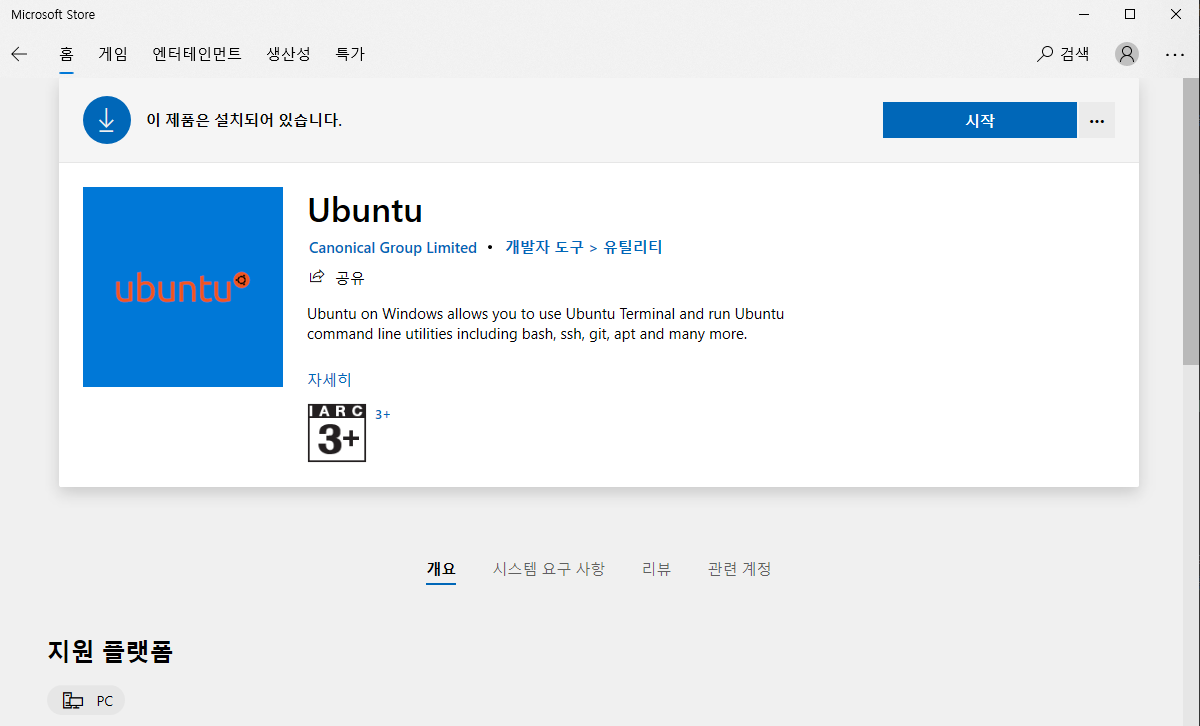 Microsoft Store
홈 게임 엔터테인먼트 생산성 특가 검색
이 제품은 설치되어 있습니다.
시작
ubuntu
Ubuntu
Canonical Group Limited • 개발자 도구 > 유틸리티
공유
Ubuntu on Windows allows you to use Ubuntu Terminal and run Ubuntu
command line utilities including bash, ssh, git, apt and many more.
자세히
IARC
3+
3+
개요 시스템 요구 사항 리뷰 관련 계정
지원 플랫폼
PC